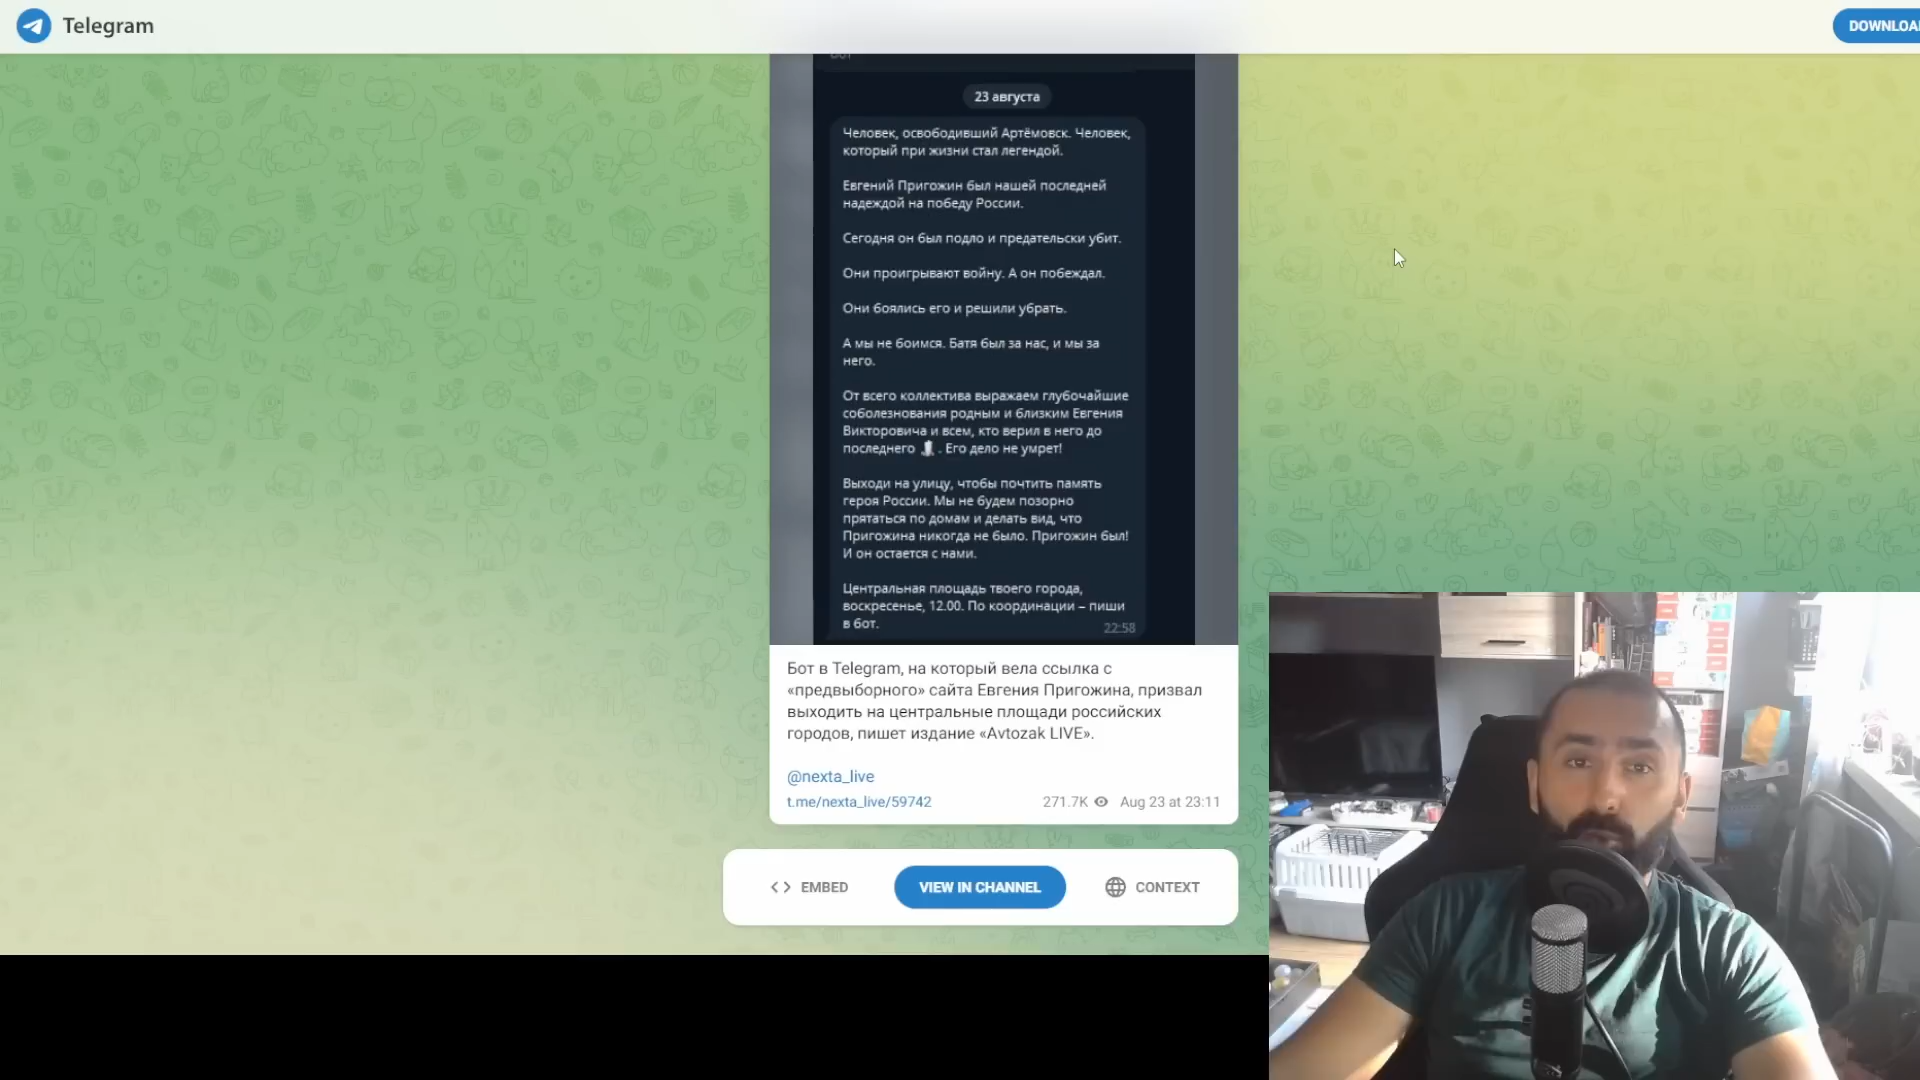 Telegram
DOWNLOA
23 августа
Человек, освободивший Артёмовск. Человек,
который при жизни стал легендой.
Евгений Пригожин был нашей последней
надеждой на победу России.
Сегодня он был подло и предательски убит.
Они проигрывают войну. А он побеждал.
Они боялись его и решили убрать.
А мы не боимся. Батя был за нас, и мы за
него.
От всего коллектива выражаем глубочайшие
соболезнования родным и близким Евгения
Викторовича и всем, кто верил в него до
последнего 🕯 . Его дело не умрет!
Выходи на улицу, чтобы почтить память
героя России. Мы не будем позорно
прятаться по домам и делать вид, что
Пригожина никогда не было. Пригожин был!
И он остается с нами.
Центральная площадь твоего города,
воскресенье, 12.00. По координации – пиши
в бот.
22:58
Бот в Telegram, на который вела ссылка с
«предвыборного» сайта Евгения Пригожина, призвал
выходить на центральные площади российских
городов, пишет издание «Avtozak LIVE».
@nexta_live
t.me/nexta_live/59742 271.7K Aug 23 at 23:11
EMBED VIEW IN CHANNEL CONTEXT